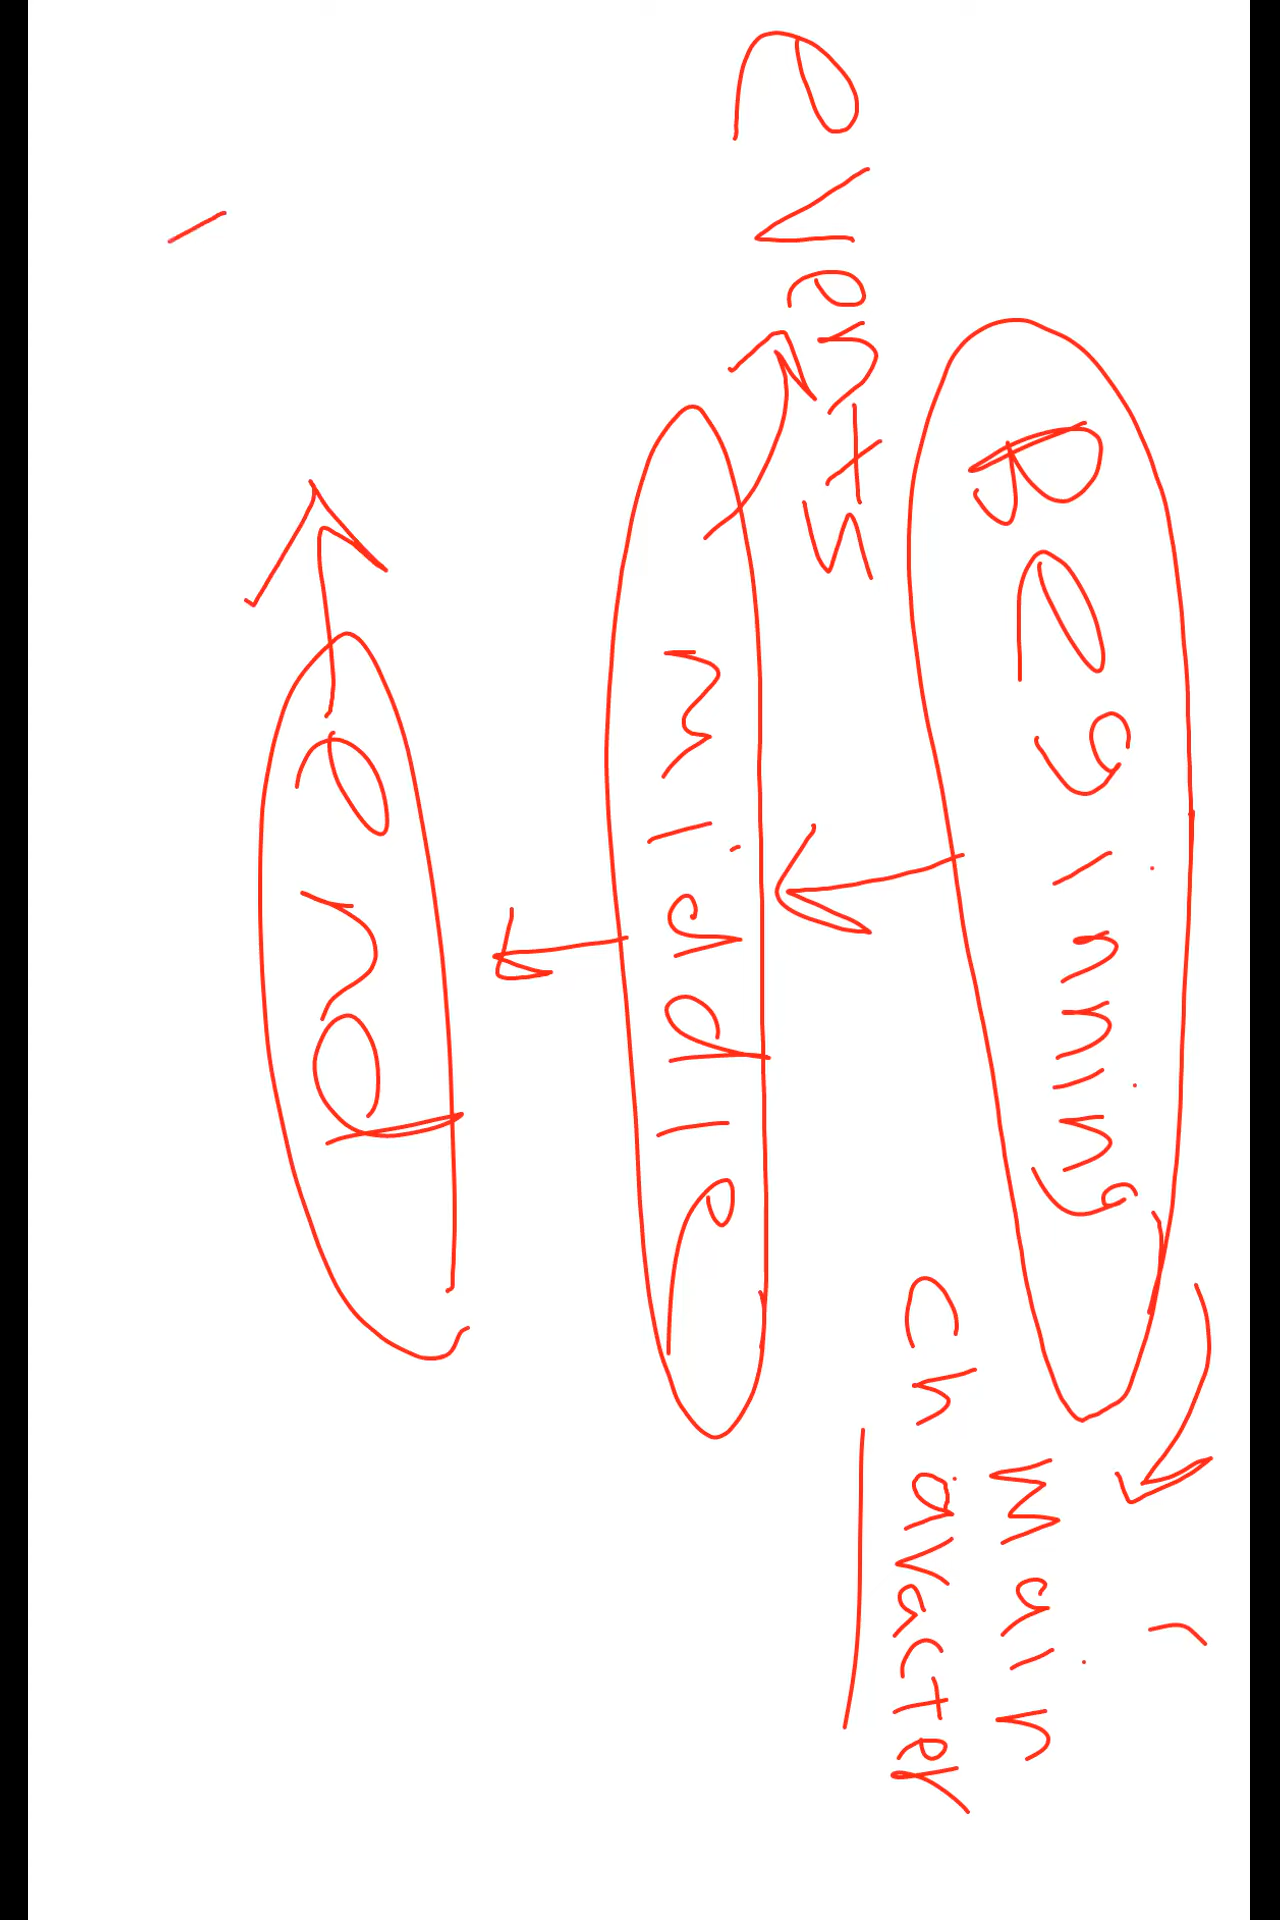 Beginning
Main
Character
events
middle
end